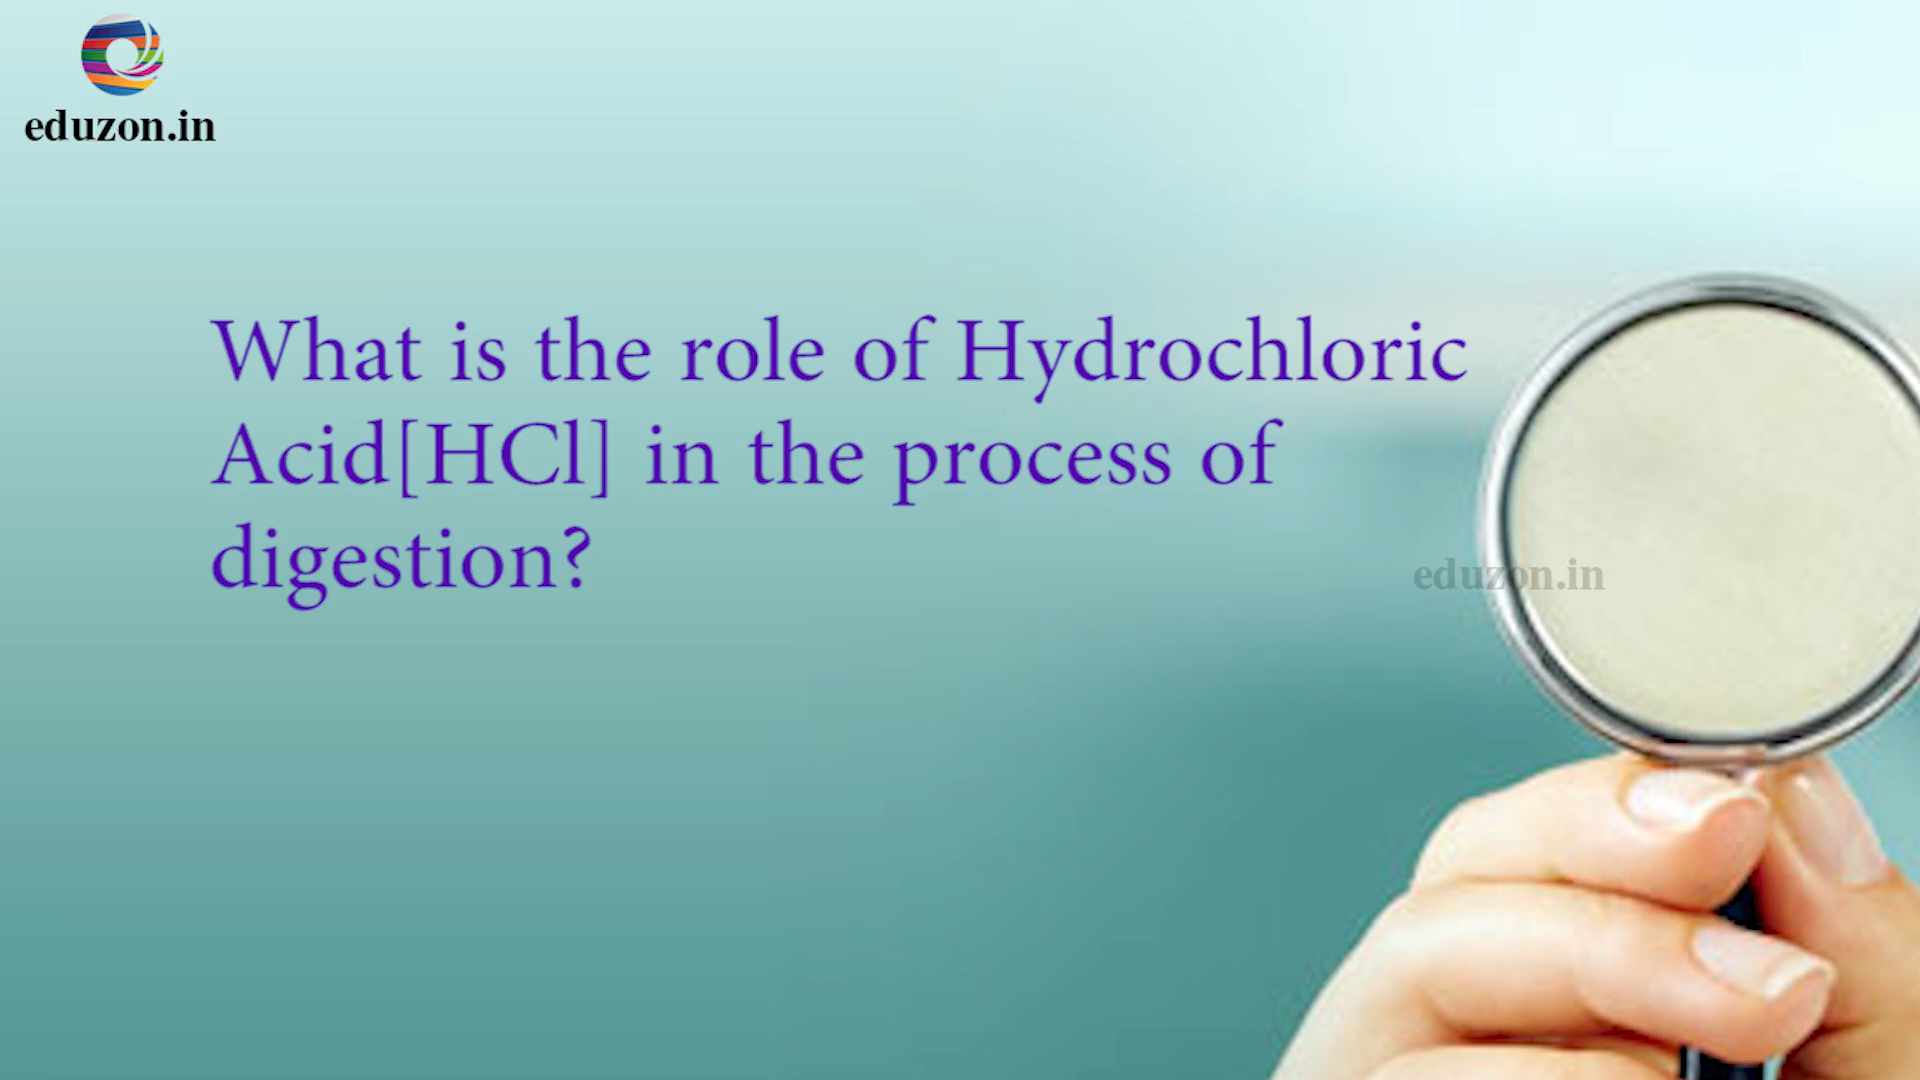 eduzon.in
What is the role of Hydrochloric
Acid[HCl] in the process of
digestion?
eduzon.in